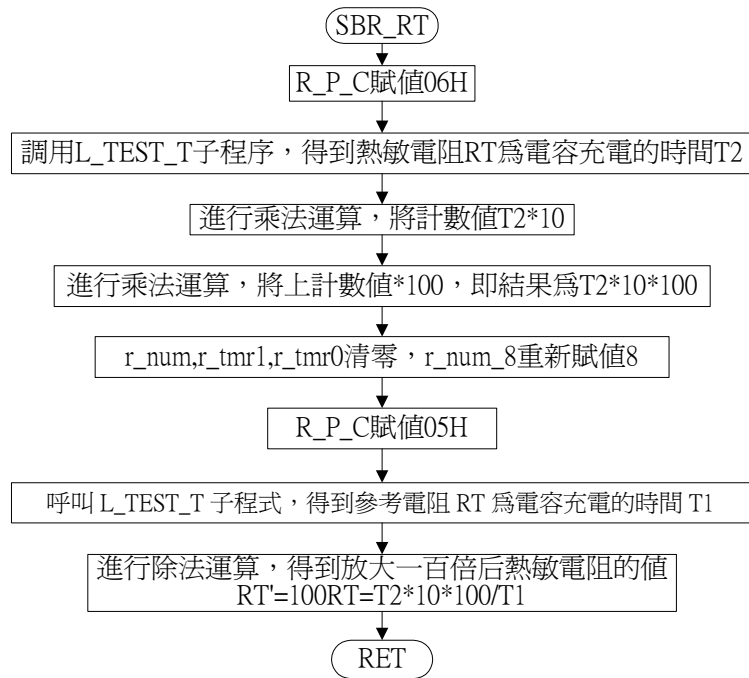 SBR_RT
R_P_C賦值06H
調用L_TEST_T子程序，得到熱敏電阻RT爲電容充電的時間T2
進行乘法運算，將計數值T2*10
進行乘法運算，將上計數值*100，即結果爲T2*10*100
r_num,r_tmr1,r_tmr0清零，r_num_8重新賦值8
R_P_C賦值05H
呼叫 L_TEST_T 子程式，得到參考電阻 RT 爲電容充電的時間 T1
進行除法運算，得到放大一百倍后熱敏電阻的值
RT'=100RT=T2*10*100/T1
RET